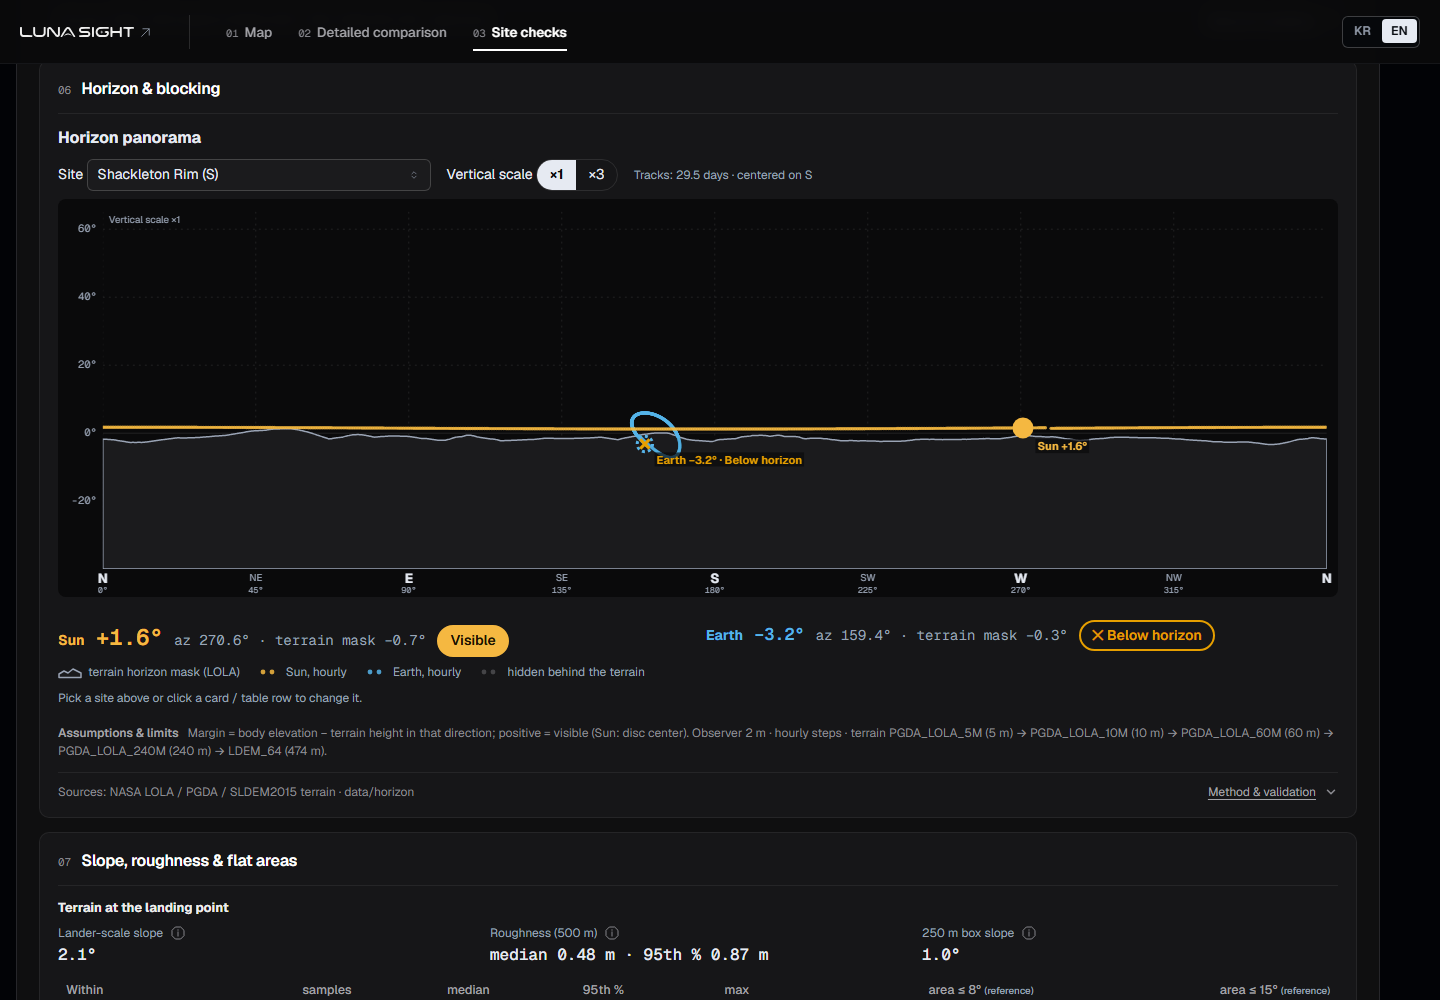 LUNA SIGHT
01 Map
02 Detailed comparison
03 Site checks
KR EN
06 Horizon & blocking
Horizon panorama
Site Shackleton Rim (S) Vertical scale ×1 ×3 Tracks: 29.5 days · centered on S
Vertical scale ×1
60°
40°
20°
0°
-20°
Earth −3.2° · Below horizon
Sun +1.6°
N NE E SE S SW W NW N
0° 45° 90° 135° 180° 225° 270° 315°
Sun +1.6° az 270.6° · terrain mask −0.7° Visible
Earth −3.2° az 159.4° · terrain mask −0.3° Below horizon
terrain horizon mask (LOLA) Sun, hourly Earth, hourly hidden behind the terrain
Pick a site above or click a card / table row to change it.
Assumptions & limits Margin = body elevation − terrain height in that direction; positive = visible (Sun: disc center). Observer 2 m · hourly steps · terrain PGDA_LOLA_5M (5 m) → PGDA_LOLA_10M (10 m) → PGDA_LOLA_60M (60 m) →
PGDA_LOLA_240M (240 m) → LDEM_64 (474 m).
Sources: NASA LOLA / PGDA / SLDEM2015 terrain · data/horizon
Method & validation
07 Slope, roughness & flat areas
Terrain at the landing point
Lander-scale slope Roughness (500 m) 250 m box slope
2.1° median 0.48 m · 95th % 0.87 m 1.0°
Within samples median 95th % max area ≤ 8° (reference) area ≤ 15° (reference)